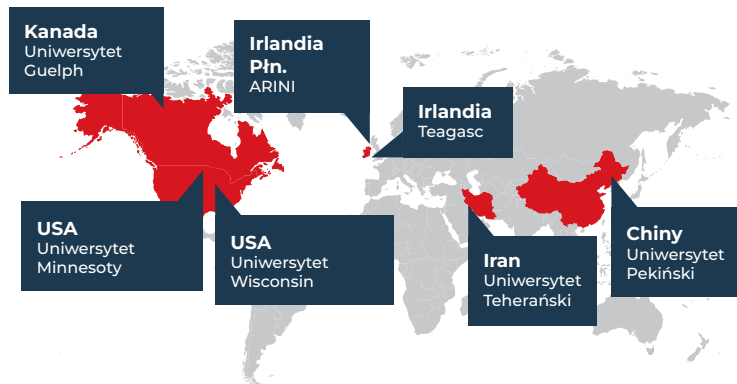 Kanada
Uniwersytet
Guelph
Irlandia
Płn.
ARINI
Irlandia
Teagasc
USA
Uniwersytet
Minnesoty
USA
Uniwersytet
Wisconsin
Iran
Uniwersytet
Teherański
Chiny
Uniwersytet
Pekiński